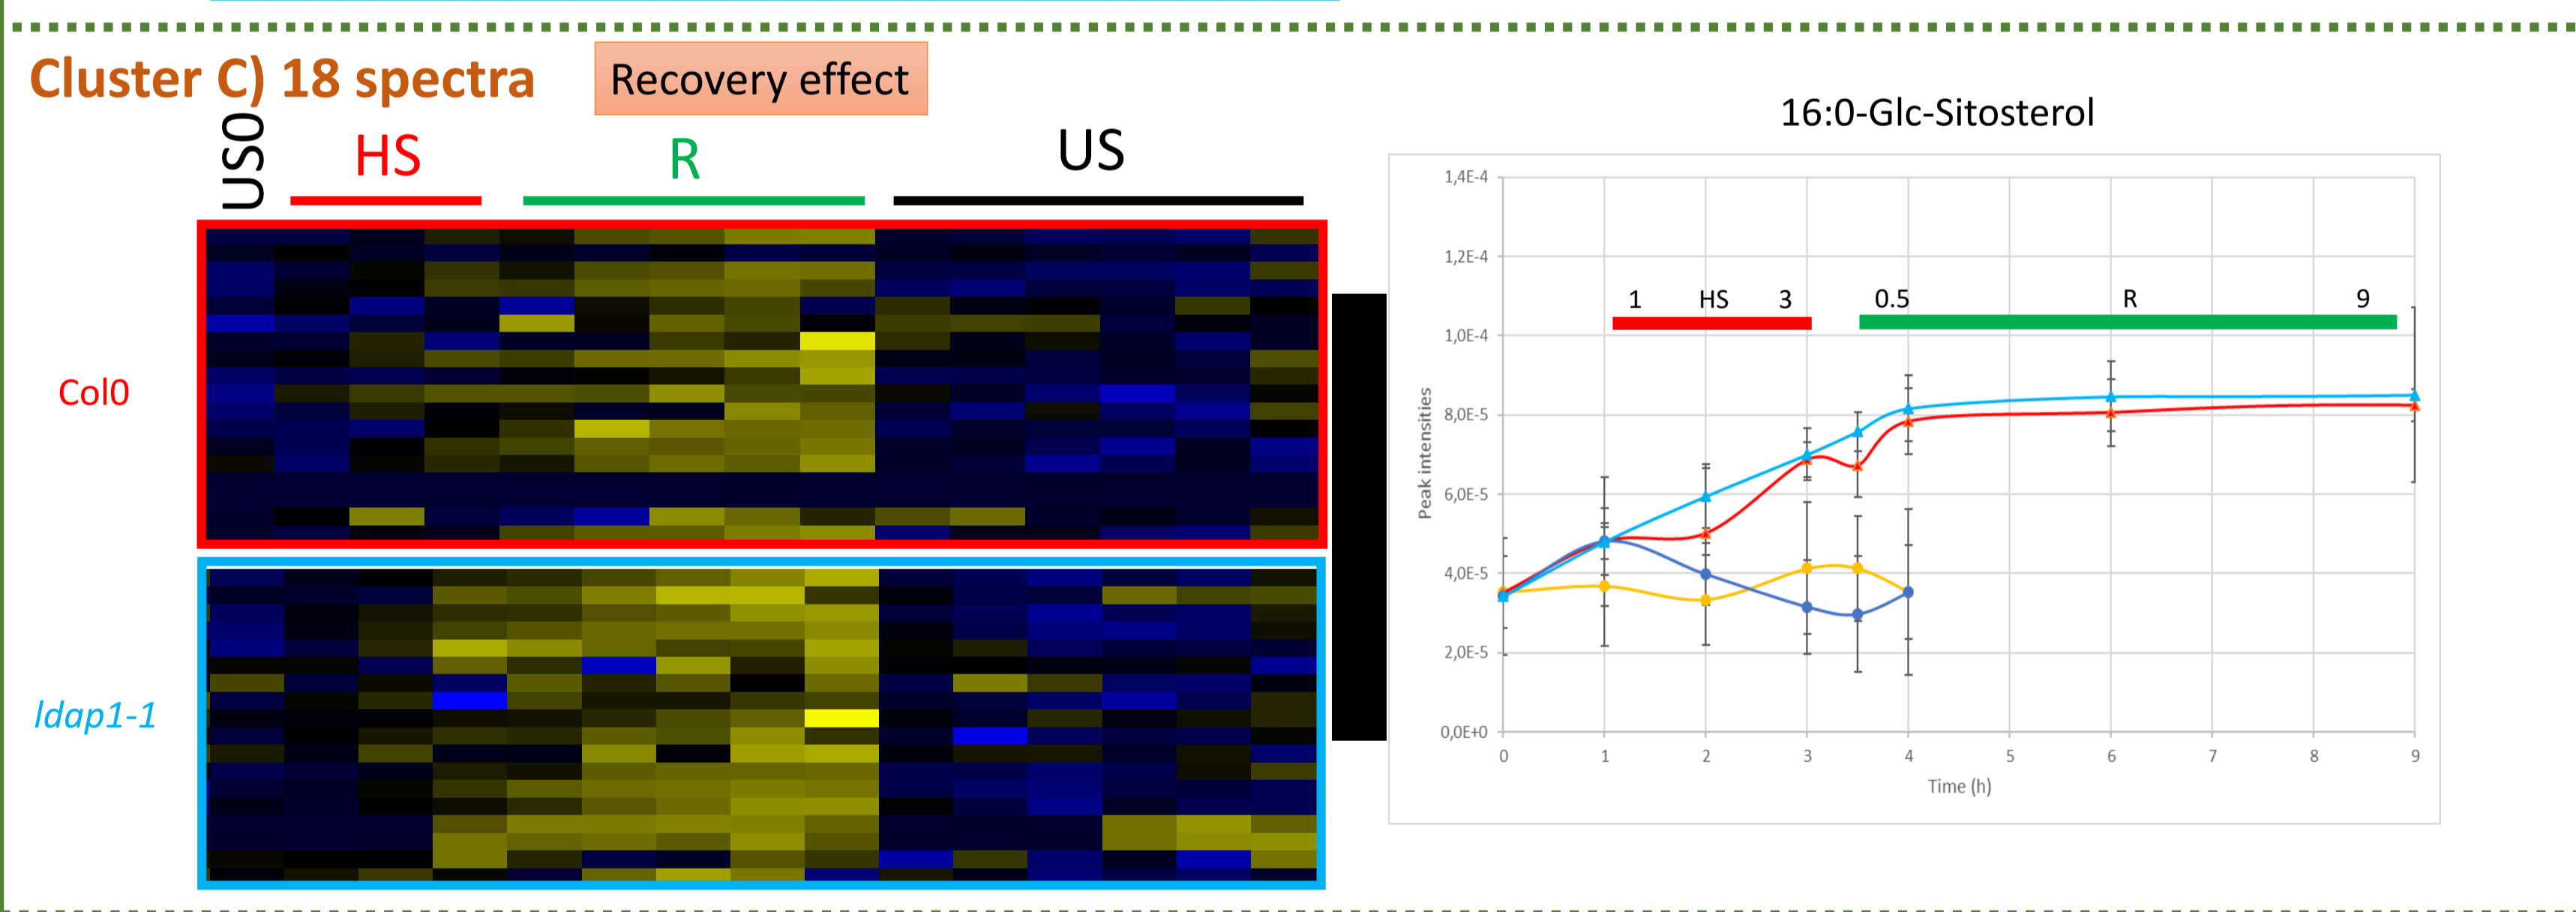 Cluster C) 18 spectra
Recovery effect
US0
HS
R
US
Col0
ldap1-1
16:0-Glc-Sitosterol
1,4E-4
1,2E-4
1,0E-4
8,0E-5
6,0E-5
4,0E-5
2,0E-5
0,0E+0
Peak intensities
1 HS 3 0.5 R 9
0 1 2 3 4 5 6 7 8 9
Time (h)